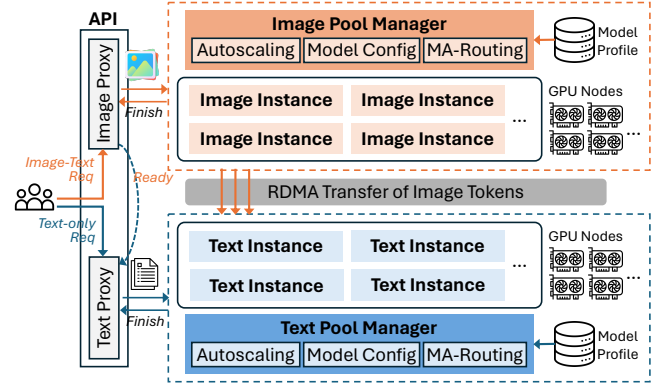 API
Image Proxy
Finish
Image Pool Manager
Autoscaling
Model Config
MA-Routing
Model
Profile
Image Instance
Image Instance
Image Instance
Image Instance
...
GPU Nodes
...
Image-Text
Req
Ready
Text-only
Req
RDMA Transfer of Image Tokens
Text Proxy
Finish
Text Instance
Text Instance
Text Instance
Text Instance
...
GPU Nodes
...
Text Pool Manager
Autoscaling
Model Config
MA-Routing
Model
Profile